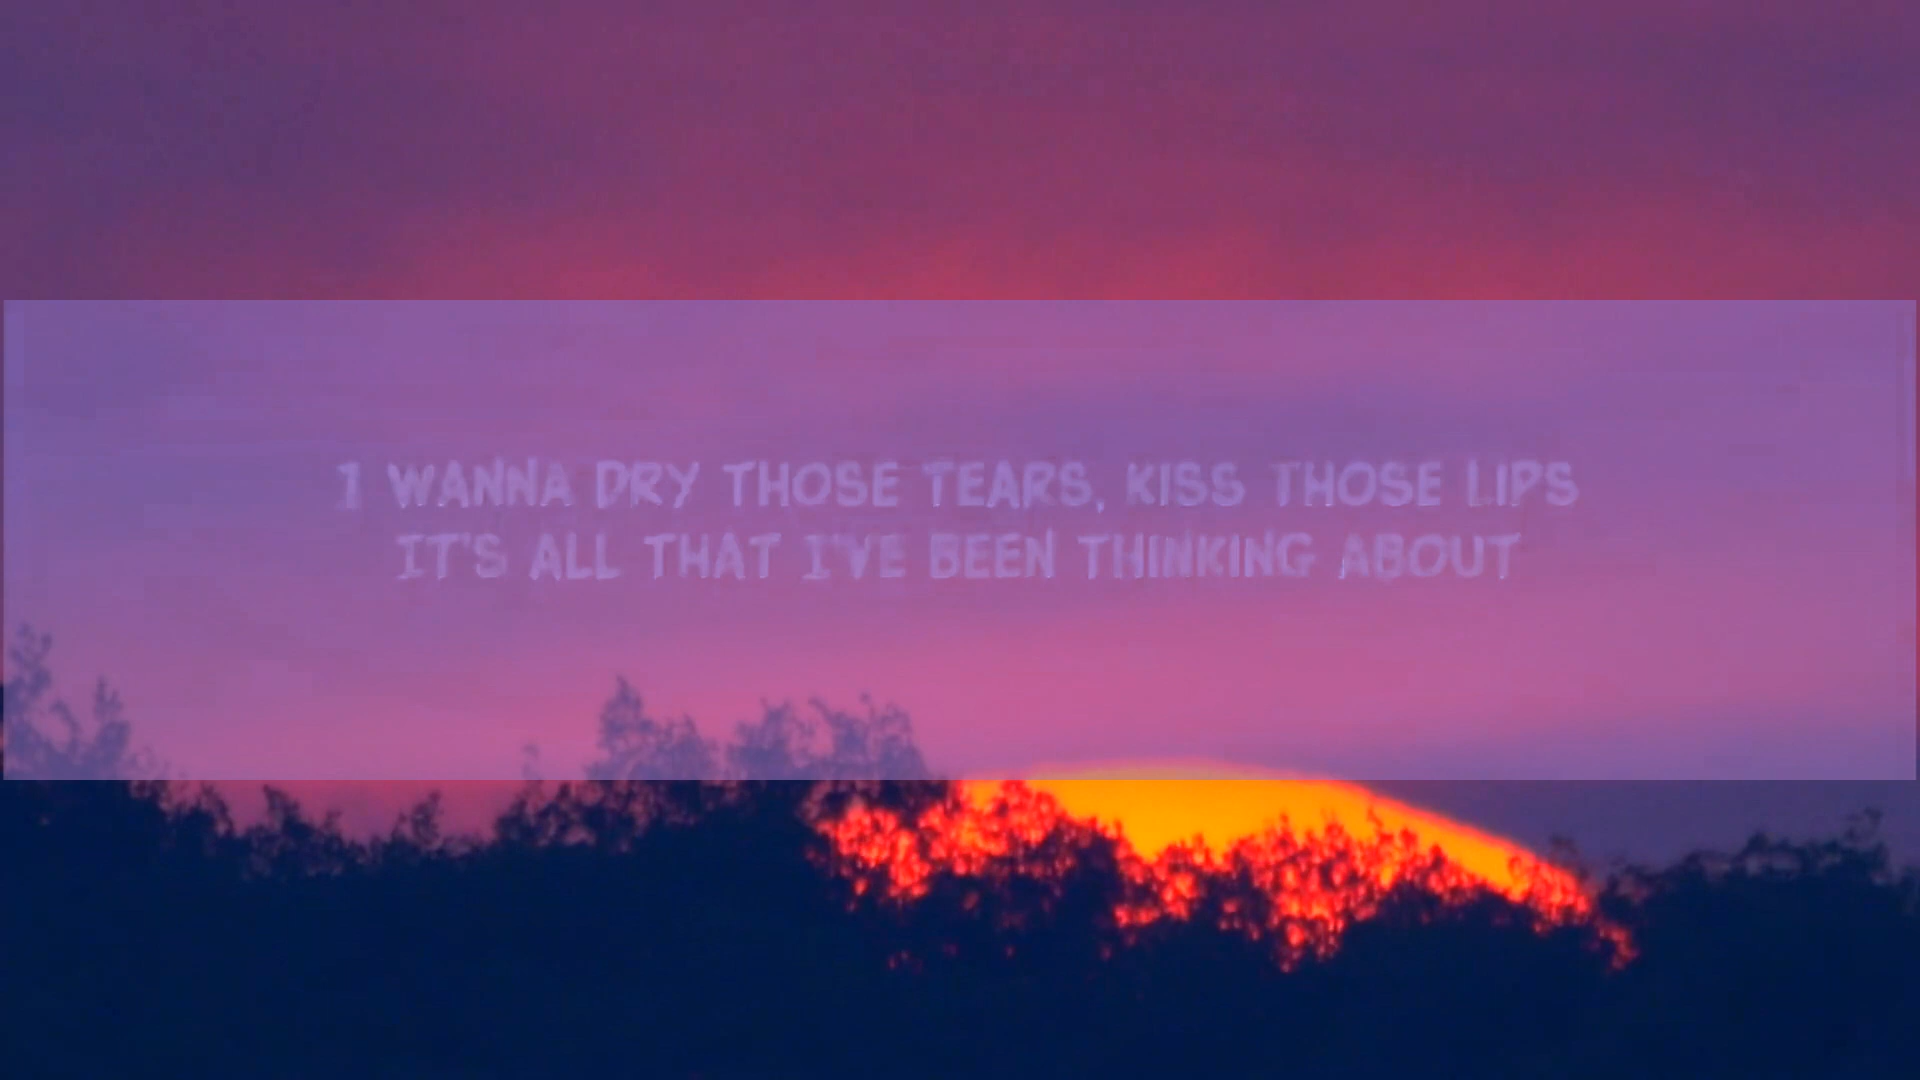 I WANNA DRY THOSE TEARS, KISS THOSE LIPS
IT'S ALL THAT I'VE BEEN THINKING ABOUT